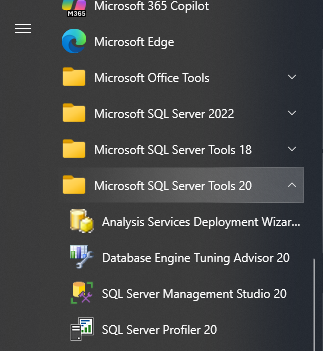 Microsoft 365 Copilot
M365
Microsoft Edge
Microsoft Office Tools
Microsoft SQL Server 2022
Microsoft SQL Server Tools 18
Microsoft SQL Server Tools 20
Analysis Services Deployment Wizar...
Database Engine Tuning Advisor 20
SQL Server Management Studio 20
SQL Server Profiler 20